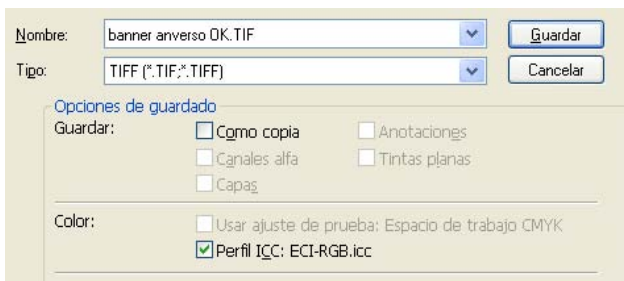 Nombre: banner anverso OK.TIF Guardar
Tipo: TIFF (*.TIF;*.TIFF) Cancelar
Opciones de guardado
Guardar: Como copia Anotaciones
Canales alfa Tintas planas
Capas
Color: Usar ajuste de prueba: Espacio de trabajo CMYK
Perfil ICC: ECI-RGB.icc